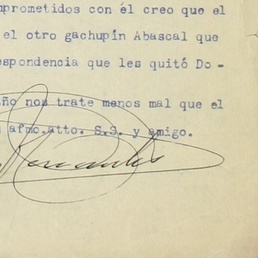 mprometidos con él creo que el
el otro gachupín Abascal que
espondencia que les quitó Do -
ño nos trate menos mal que el
afmo.atto. S.S. y amigo.